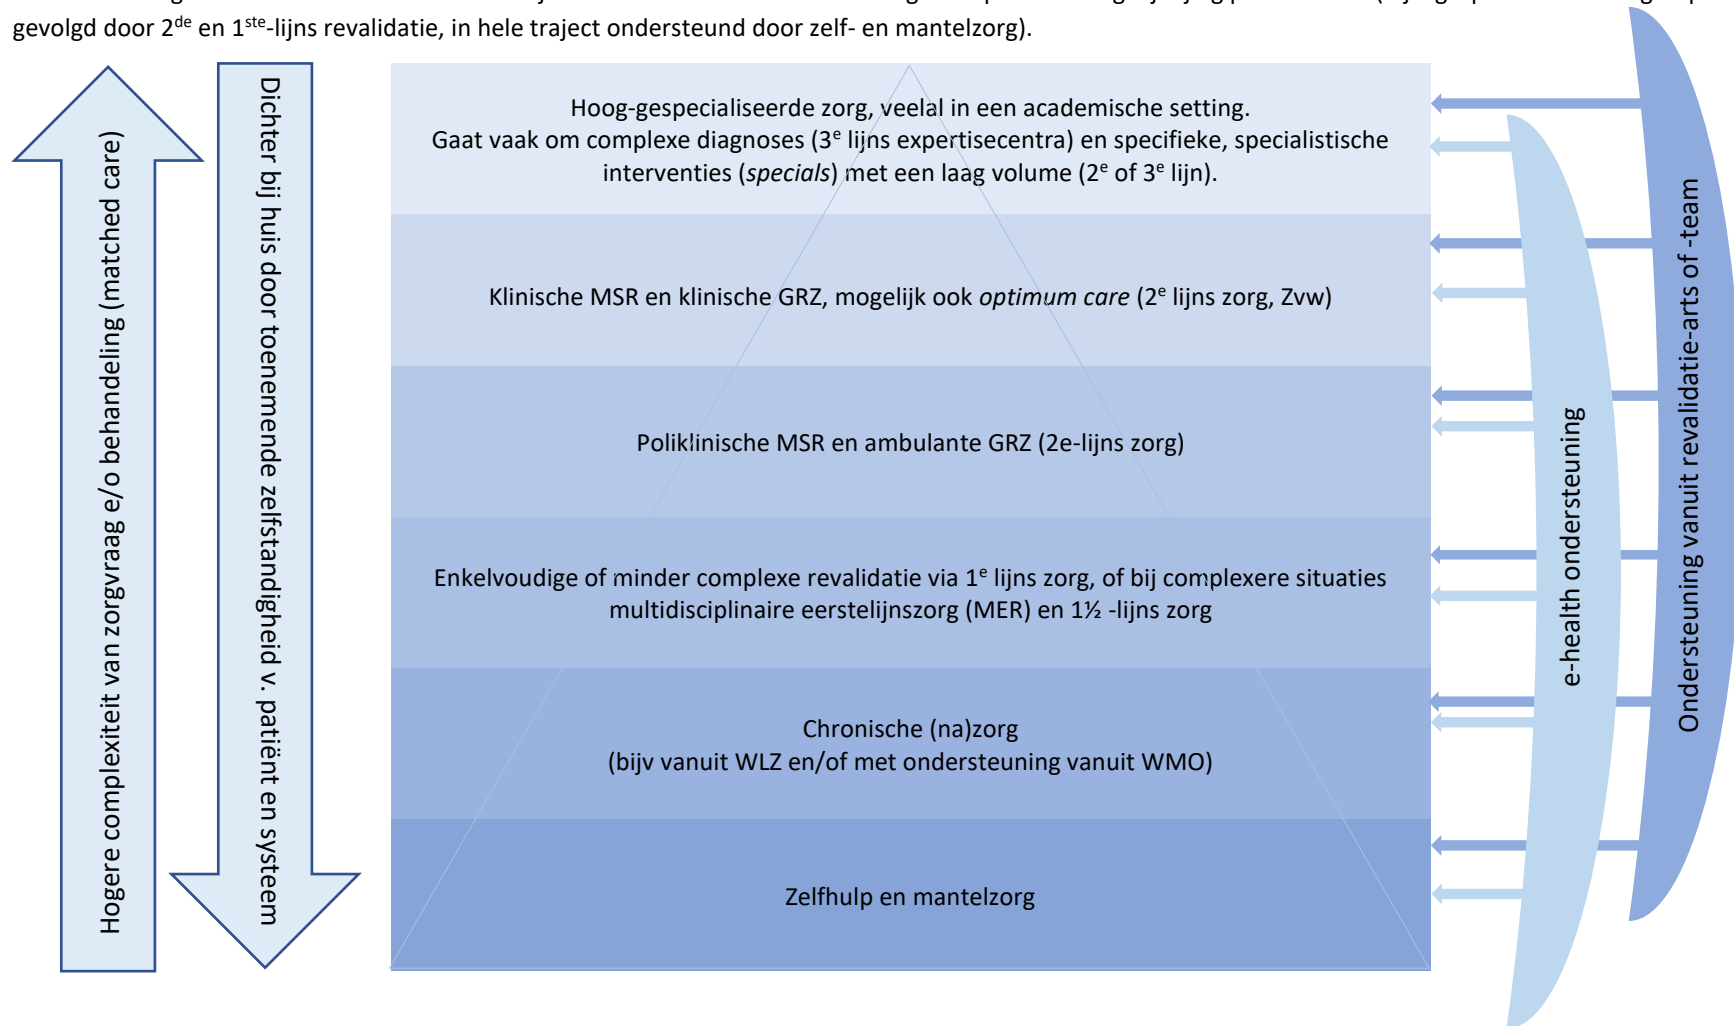 gevolgd door 2de en 1ste-lijns revalidatie, in hele traject ondersteund door zelf- en mantelzorg).
Hogere complexiteit van zorgvraag e/o behandeling (matched care)
Dichter bij huis door toenemende zelfstandigheid v. patiënt en systeem
Hoog-gespecialiseerde zorg, veelal in een academische setting.
Gaat vaak om complexe diagnoses (3e lijns expertisecentra) en specifieke, specialistische
interventies (specials) met een laag volume (2e of 3e lijn).
Klinische MSR en klinische GRZ, mogelijk ook optimum care (2e lijns zorg, Zvw)
Poliklinische MSR en ambulante GRZ (2e-lijns zorg)
Enkelvoudige of minder complexe revalidatie via 1e lijns zorg, of bij complexere situaties
multidisciplinaire eerstelijnszorg (MER) en 1½ -lijns zorg
Chronische (na)zorg
(bijv vanuit WLZ en/of met ondersteuning vanuit WMO)
Zelfhulp en mantelzorg
e-health ondersteuning
Ondersteuning vanuit revalidatie-arts of -team